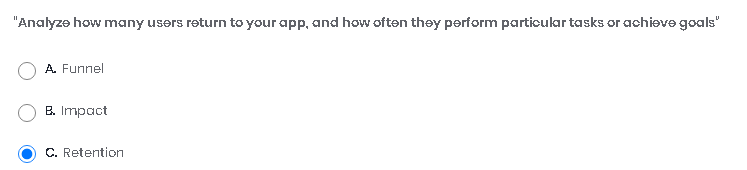 "Analyze how many users return to your app, and how often they perform particular tasks or achieve goals"
A. Funnel
B. Impact
C. Retention